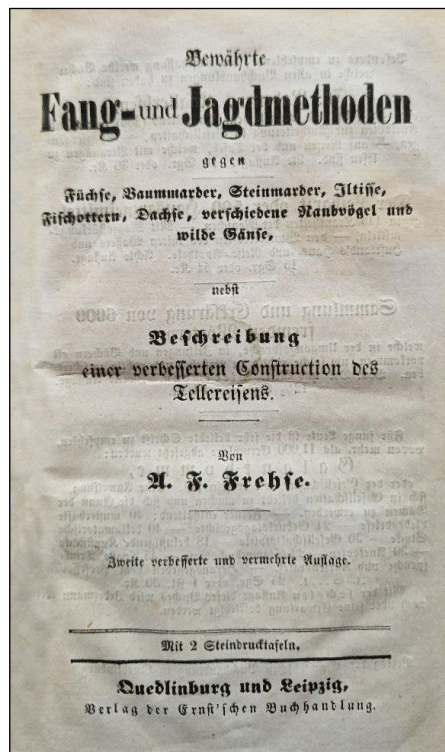 Bewährte
Fang- und Jagdmethoden
gegen
Füchse, Baummarder, Steinmarder, Iltisse,
Fischottern, Dachse, verschiedene Raubvögel und
wilde Gänse,
nebst
Beschreibung
einer verbesserten Construction des
Tellereisens.
Von
A. F. Frehse.
Zweite verbesserte und vermehrte Auflage.
Mit 2 Steindrucktafeln.
Quedlinburg und Leipzig,
Verlag der Ernst'schen Buchhandlung.